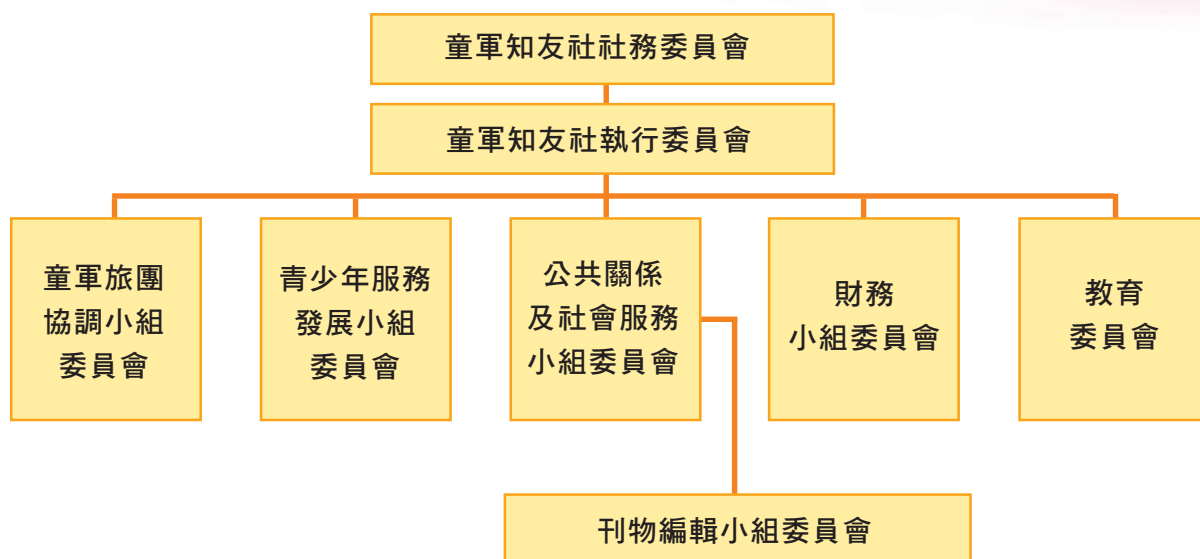 童軍知友社社務委員會
童軍知友社執行委員會
童軍旅團
協調小組
委員會
青少年服務
發展小組
委員會
公共關係
及社會服務
小組委員會
財務
小組委員會
教育
委員會
刊物編輯小組委員會